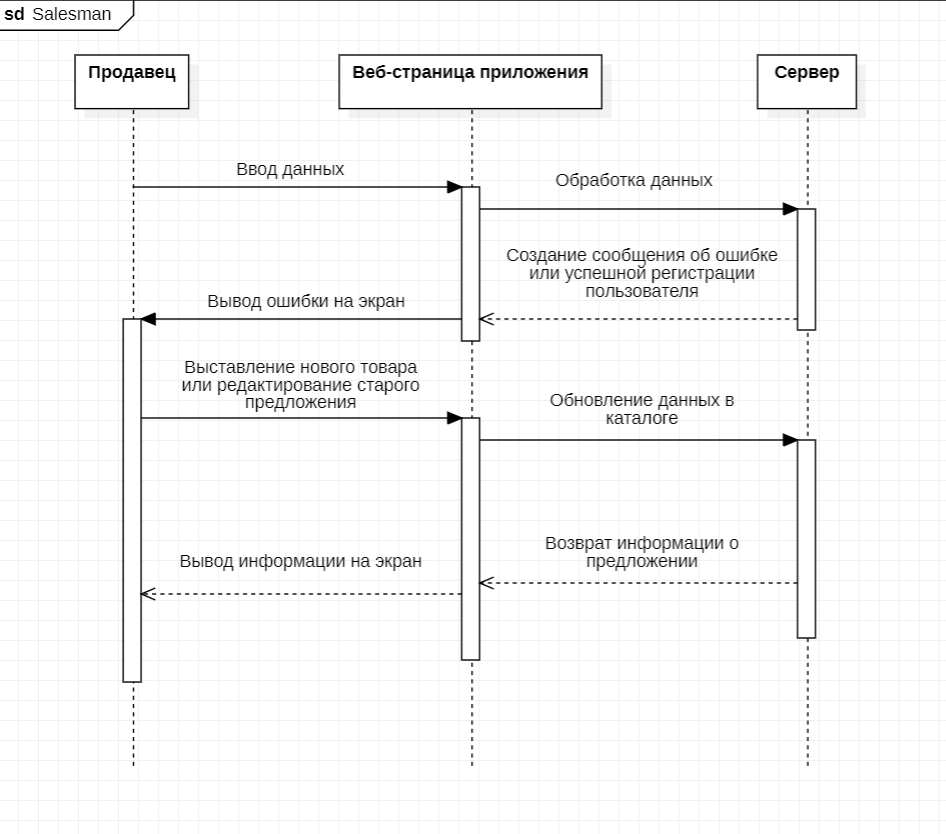 sd Salesman
Продавец
Веб-страница приложения
Сервер
Ввод данных
Обработка данных
Создание сообщения об ошибке
или успешной регистрации
пользователя
Вывод ошибки на экран
Выставление нового товара
или редактирование старого
предложения
Обновление данных в
каталоге
Возврат информации о
предложении
Вывод информации на экран